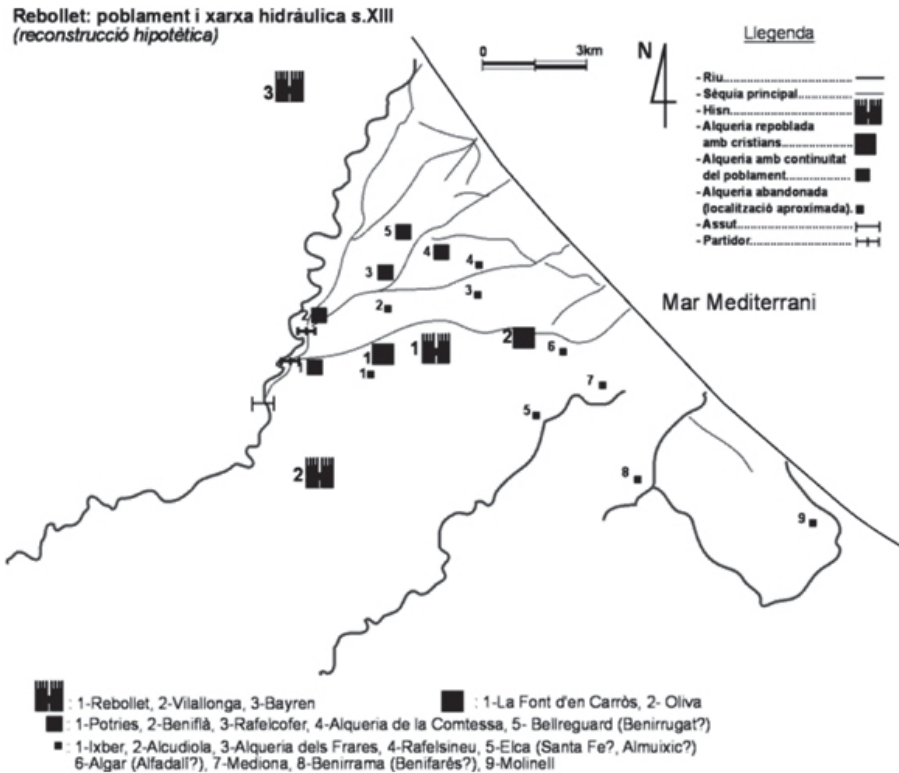 Rebollet: poblament i xarxa hidràulica s.XIII
(reconstrucció hipotètica)
0 3km
N
Llegenda
- Riu
- Séquia principal
- Hisn
- Alqueria repoblada
amb cristians
- Alqueria amb continuïtat
del poblament
- Alqueria abandonada
(localització aproximada).
- Assut
- Partidor
3
5
4
4
3
3
2
2
1
1
2
6
1
1
7
5
2
8
9
Mar Mediterrani
: 1-Rebollet, 2-Vilallonga, 3-Bayren
: 1-La Font d'en Carròs, 2- Oliva
: 1-Potries, 2-Beniflà, 3-Rafelcofer, 4-Alqueria de la Comtessa, 5- Bellreguard (Benirrugat?)
: 1-Ixber, 2-Alcudiola, 3-Alqueria dels Frares, 4-Rafelsineu, 5-Elca (Santa Fe?, Almuixic?)
6-Algar (Alfadalí?), 7-Mediona, 8-Benirrama (Benifarés?), 9-Molinell